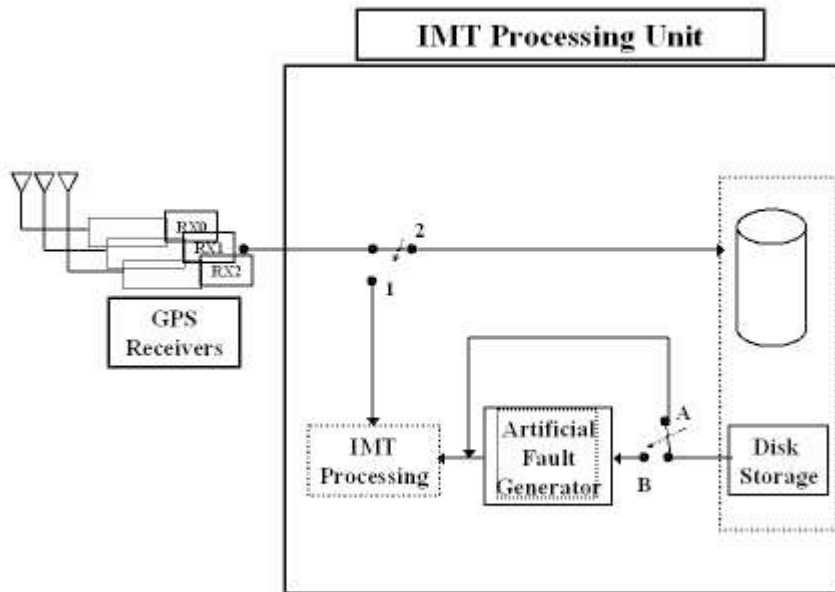 IMT Processing Unit
RX0
RX1
RX2
2
1
GPS
Receivers
A
B
IMT
Processing
Artificial
Fault
Generator
Disk
Storage